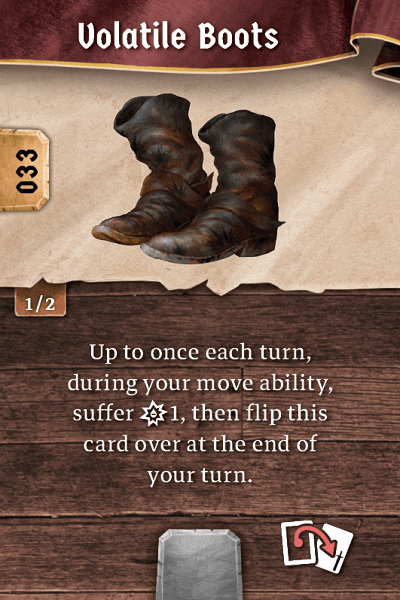 Volatile Boots
033
1/2
Up to once each turn,
during your move ability,
suffer 1, then flip this
card over at the end of
your turn.